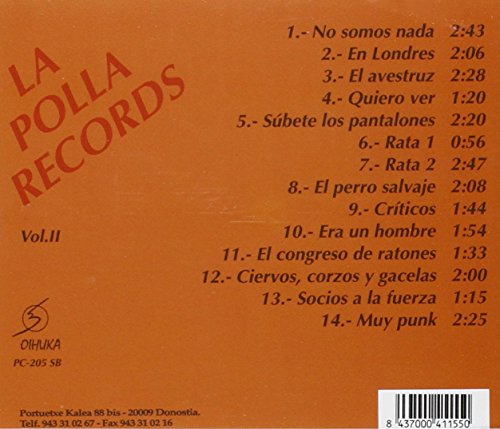 LA
POLLA
RECORDS
Vol.II
1.- No somos nada 2:43
2.- En Londres 2:06
3.- El avestruz 2:28
4.- Quiero ver 1:20
5.- Súbete los pantalones 2:20
6.- Rata 1 0:56
7.- Rata 2 2:47
8.- El perro salvaje 2:08
9.- Críticos 1:44
10.- Era un hombre 1:54
11.- El congreso de ratones 1:33
12.- Ciervos, corzos y gacelas 2:00
13.- Socios a la fuerza 1:15
14.- Muy punk 2:25
OIHUKA
PC-205 SB
Portuetxe Kalea 88 bis - 20009 Donostia.
Telf. 943 31 02 67 - Fax 943 31 02 16
8 437000 411550